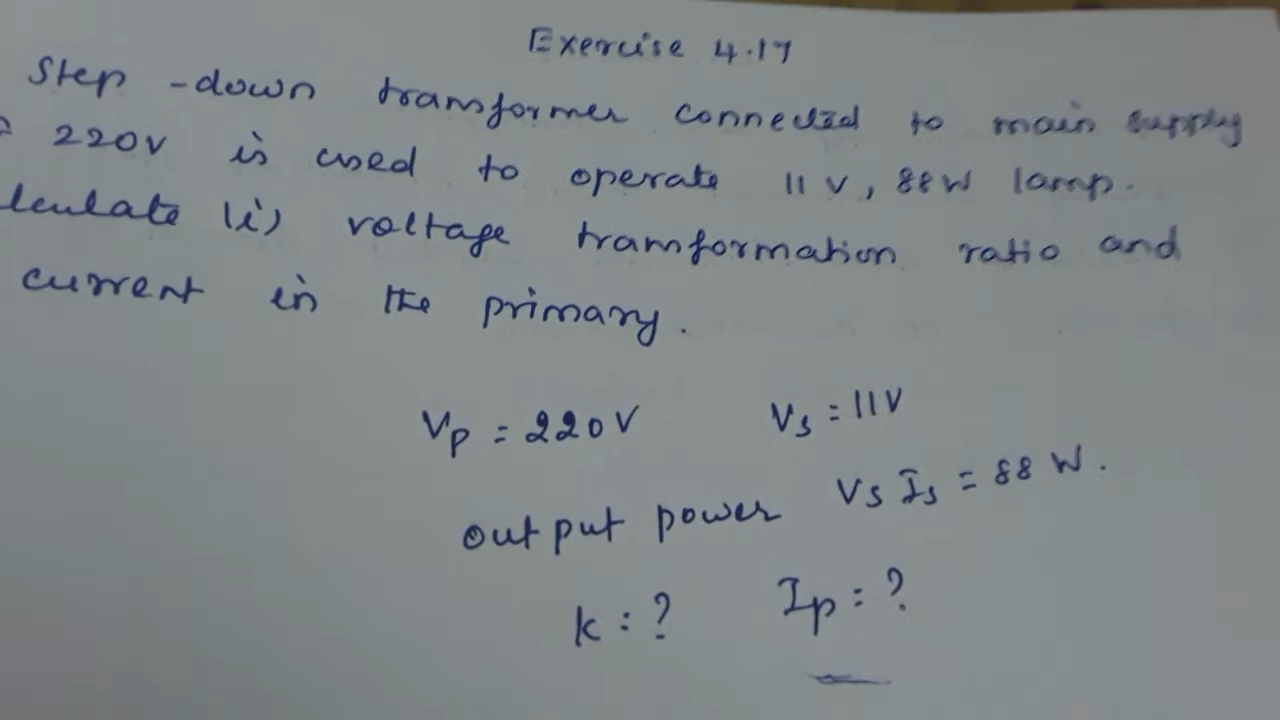 Exercise 4.17
Step-down transformer connected to main supply
220V is used to operate 11V, 88W lamp.
lculate (i) voltage transformation ratio and
current in the primary.
Vp = 220V Vs = 11V
output power Vs Is = 88 W.
k : ? Ip : ?